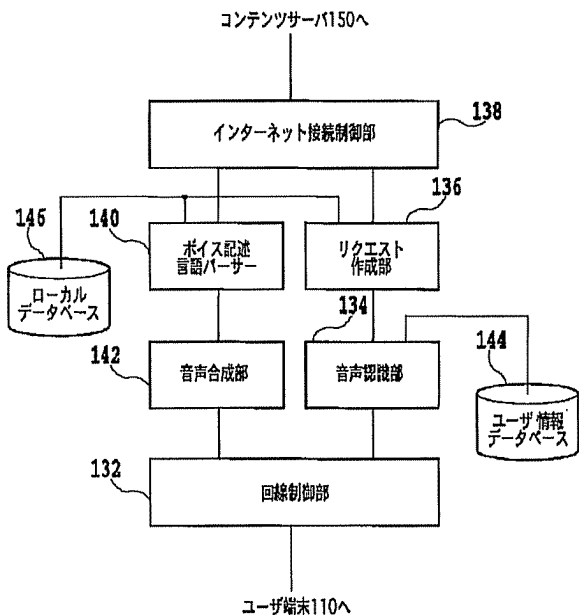 コンテンツサーバ150へ
インターネット接続制御部
138
136
146
140
ボイス記述
言語パーサー
リクエスト
作成部
ローカル
データベース
134
142
音声合成部
音声認識部
144
ユーザ情報
データベース
132
回線制御部
ユーザ端末110へ